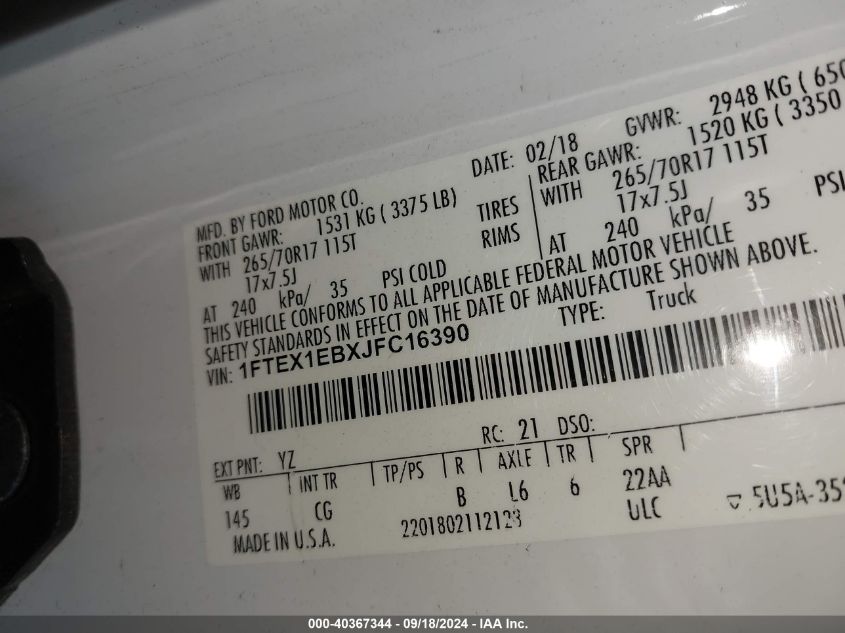 MFD. BY FORD MOTOR CO.
DATE: 02/18
GVWR: 2948 KG ( 650
FRONT GAWR: 1531 KG ( 3375 LB)
REAR GAWR: 1520 KG ( 3350
WITH 265/70R17 115T TIRES
WITH 265/70R17 115T
17x7.5J RIMS
17x7.5J
AT 240 kPa/ 35 PSI COLD
AT 240 kPa/ 35 PSI
THIS VEHICLE CONFORMS TO ALL APPLICABLE FEDERAL MOTOR VEHICLE
SAFETY STANDARDS IN EFFECT ON THE DATE OF MANUFACTURE SHOWN ABOVE.
VIN: 1FTEX1EBXJFC16390
TYPE: Truck
EXT PNT: YZ RC: 21 DSO:
WB INT TR TP/PS R AXLE TR SPR
145 CG B L6 6 22AA
MADE IN U.S.A. 2201802112123 ULC
5U5A-35
000-40367344 - 09/18/2024 - IAA Inc.